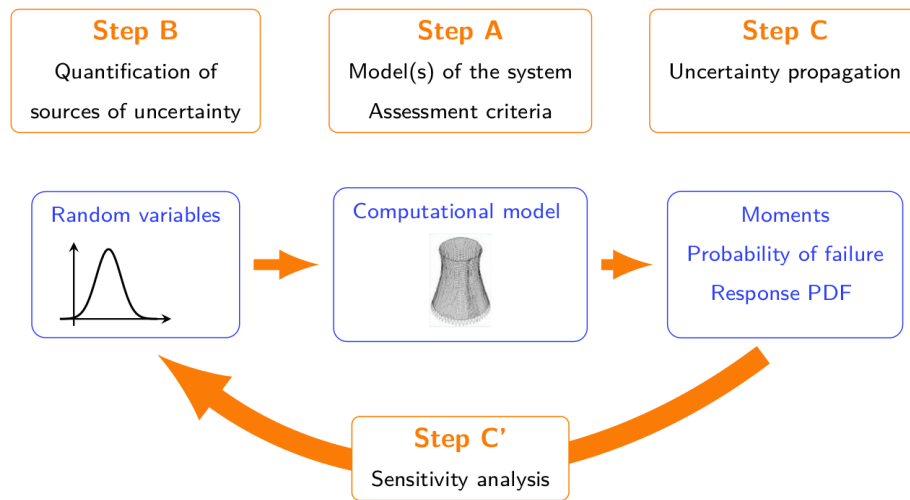 Step B
Quantification of
sources of uncertainty
Step A
Model(s) of the system
Assessment criteria
Step C
Uncertainty propagation
Random variables
Computational model
Moments
Probability of failure
Response PDF
Step C'
Sensitivity analysis